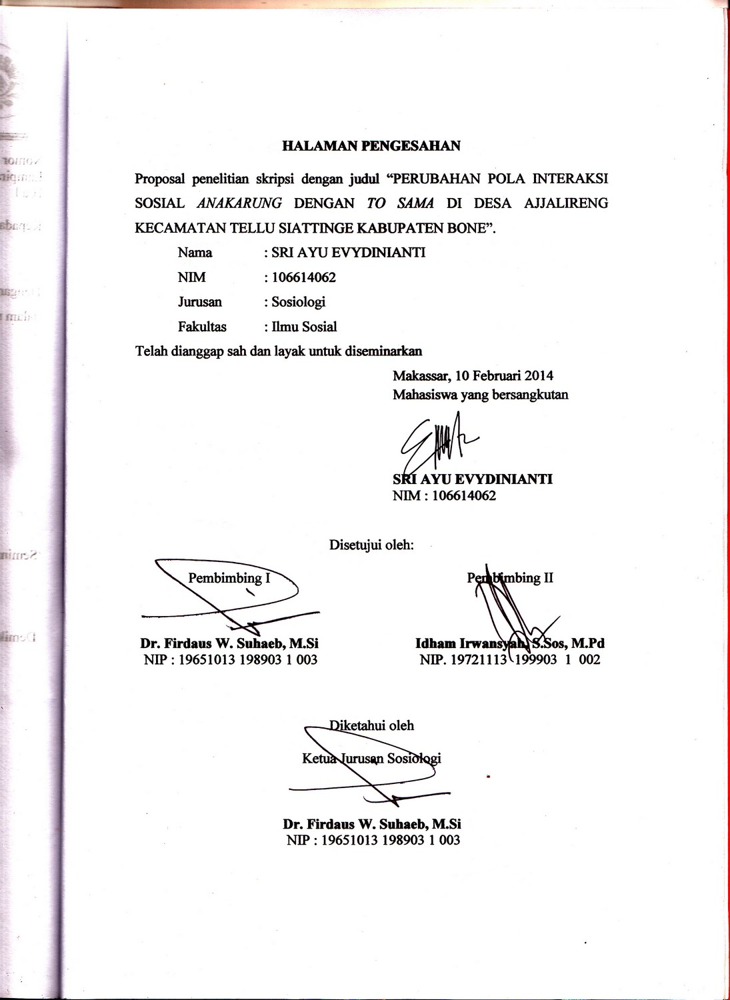 HALAMAN PENGESAHAN
Proposal penelitian skripsi dengan judul “PERUBAHAN POLA INTERAKSI
SOSIAL ANAKARUNG DENGAN TO SAMA DI DESA AJJALIRENG
KECAMATAN TELLU SIATTINGE KABUPATEN BONE”.
Nama : SRI AYU EVYDINIANTI
NIM : 106614062
Jurusan : Sosiologi
Fakultas : Ilmu Sosial
Telah dianggap sah dan layak untuk diseminarkan
Makassar, 10 Februari 2014
Mahasiswa yang bersangkutan
SRI AYU EVYDINIANTI
NIM : 106614062
Disetujui oleh:
Pembimbing I
Dr. Firdaus W. Suhaeb, M.Si
NIP : 19651013 198903 1 003
Pembimbing II
Idham Irwansyah, S.Sos, M.Pd
NIP. 19721113 199903 1 002
Diketahui oleh
Ketua Jurusan Sosiologi
Dr. Firdaus W. Suhaeb, M.Si
NIP : 19651013 198903 1 003